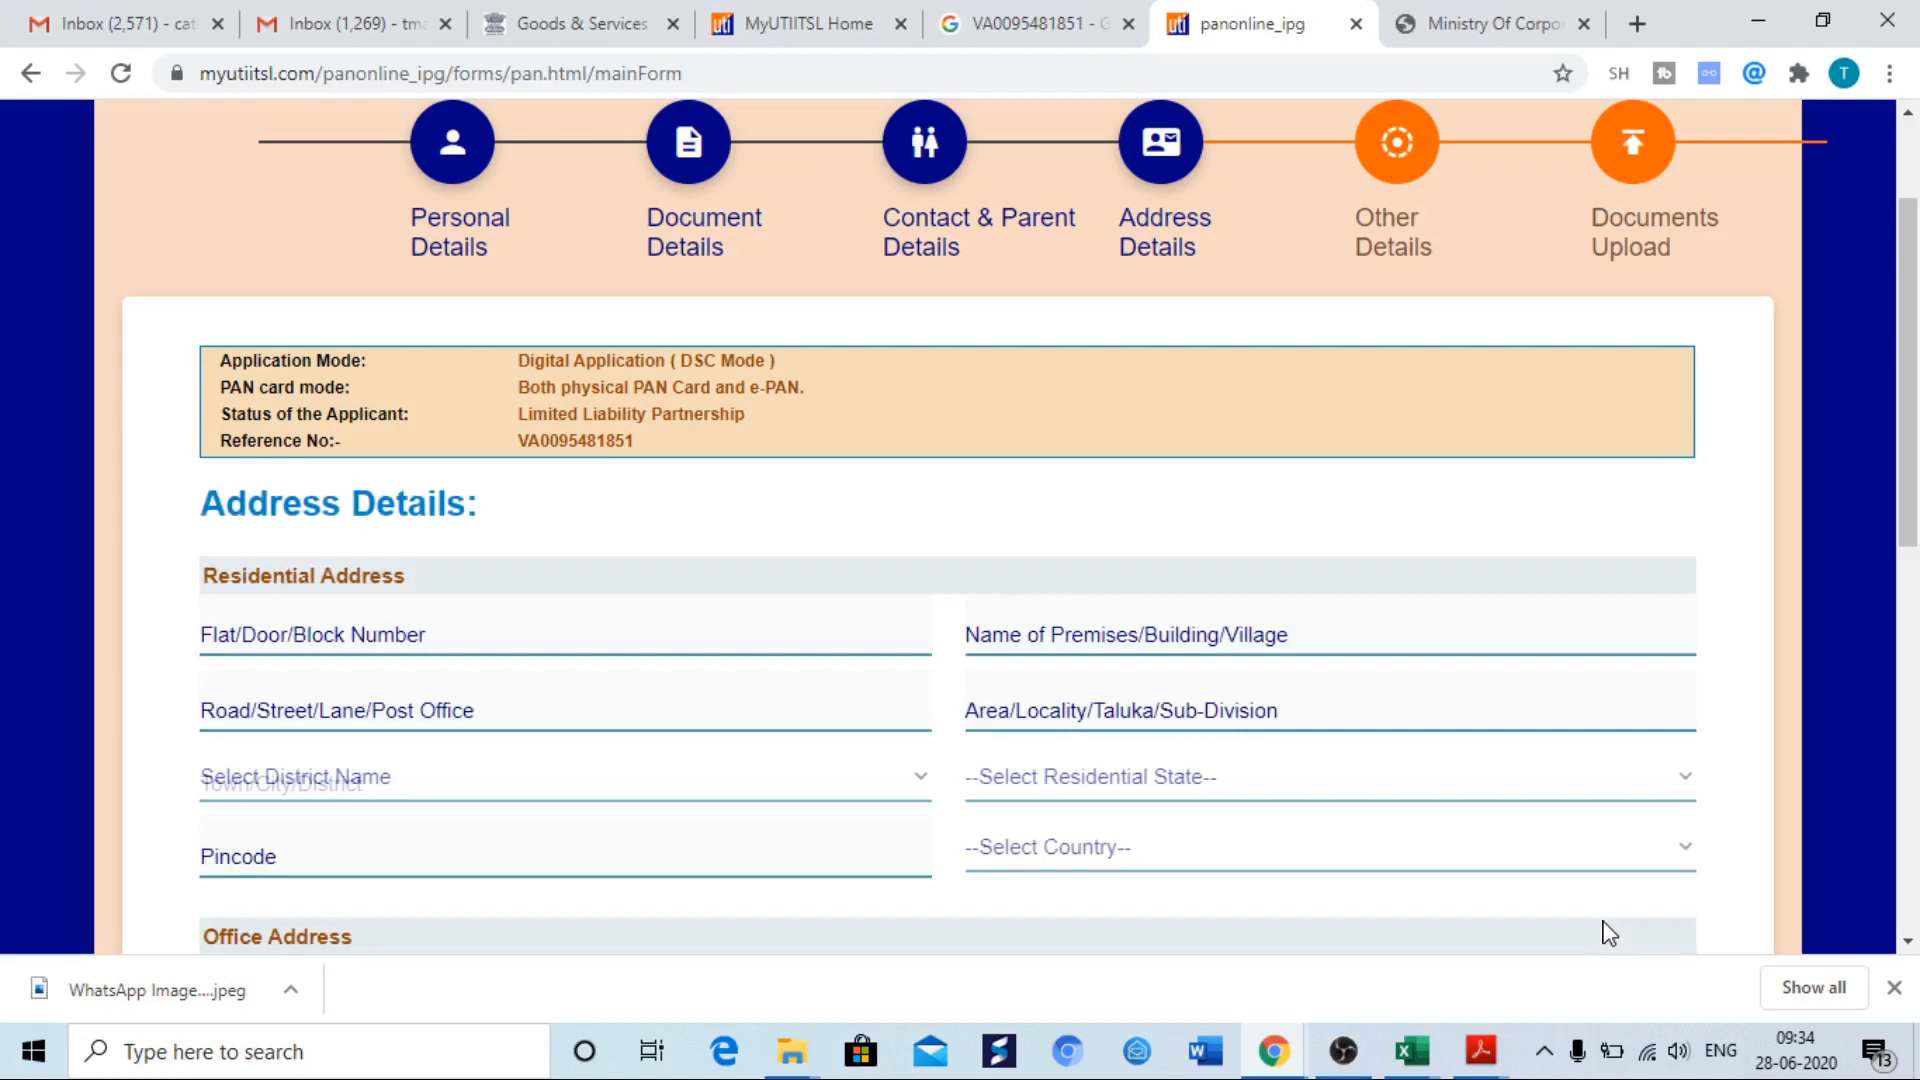 Inbox (2,571) - cat
Inbox (1,269) - tm
Goods & Services
MyUTIITSL Home
VA0095481851 - G
panonline_ipg
Ministry Of Corpo
myutiitsl.com/panonline_ipg/forms/pan.html/mainForm
SH
T
Personal Details
Document Details
Contact & Parent Details
Address Details
Other Details
Documents Upload
Application Mode: Digital Application ( DSC Mode )
PAN card mode: Both physical PAN Card and e-PAN.
Status of the Applicant: Limited Liability Partnership
Reference No:- VA0095481851
Address Details:
Residential Address
Flat/Door/Block Number
Name of Premises/Building/Village
Road/Street/Lane/Post Office
Area/Locality/Taluka/Sub-Division
Select District Name
Town/City/District
--Select Residential State--
Pincode
--Select Country--
Office Address
WhatsApp Image....jpeg
Show all
Type here to search
ENG
09:34
28-06-2020
13